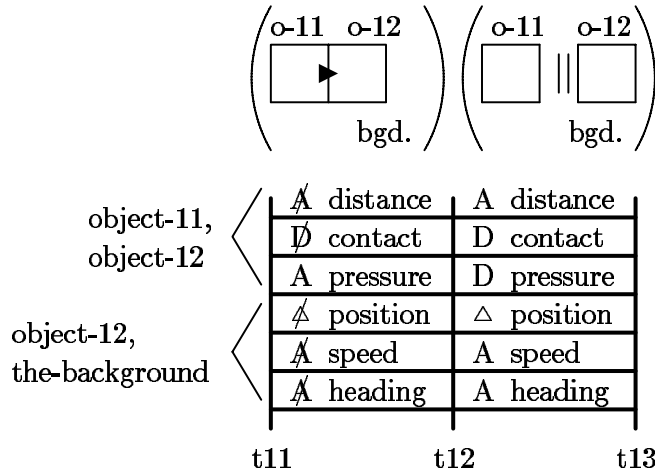 o-11 o-12 o-11 o-12
bgd. bgd.
object-11,
object-12
A̸ distance A distance
D̸ contact D contact
A pressure D pressure
object-12,
the-background
△̸ position △ position
A̸ speed A speed
A̸ heading A heading
t11 t12 t13